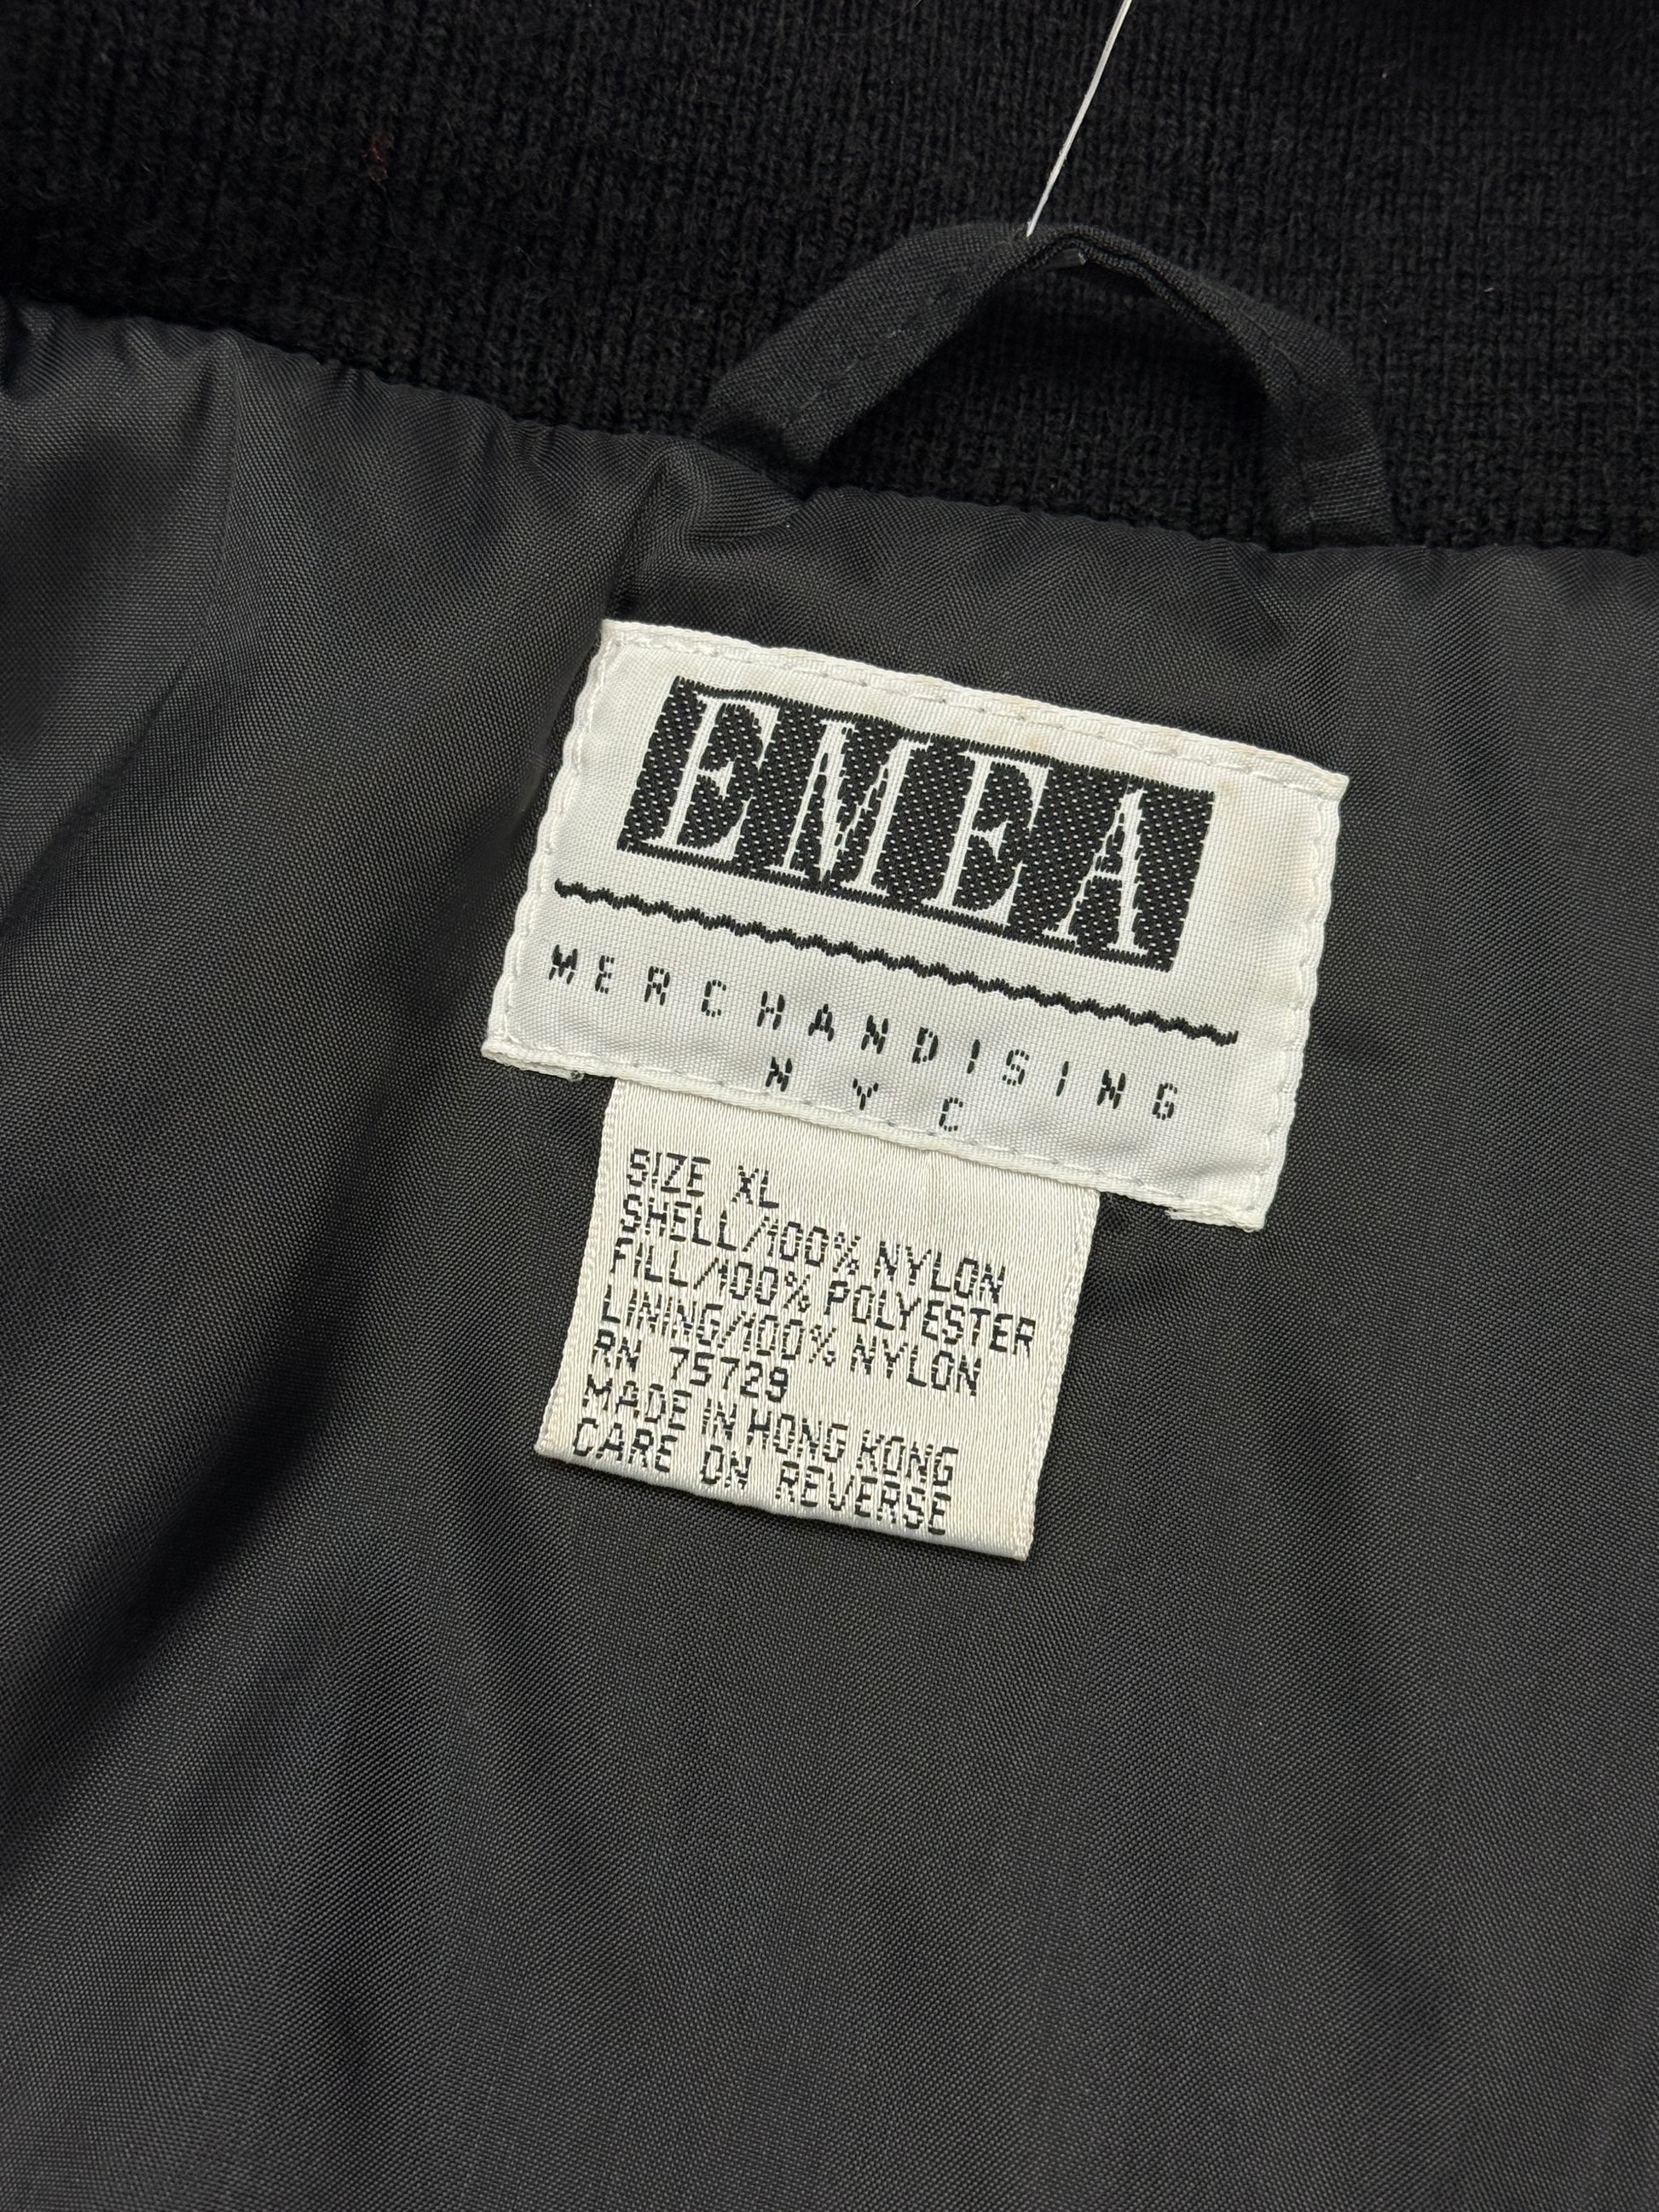 EMEA
MERCHANDISING
NYC
SIZE XL
SHELL/100% NYLON
FILL/100% POLYESTER
LINING/100% NYLON
RN 75729
MADE IN HONG KONG
CARE ON REVERSE